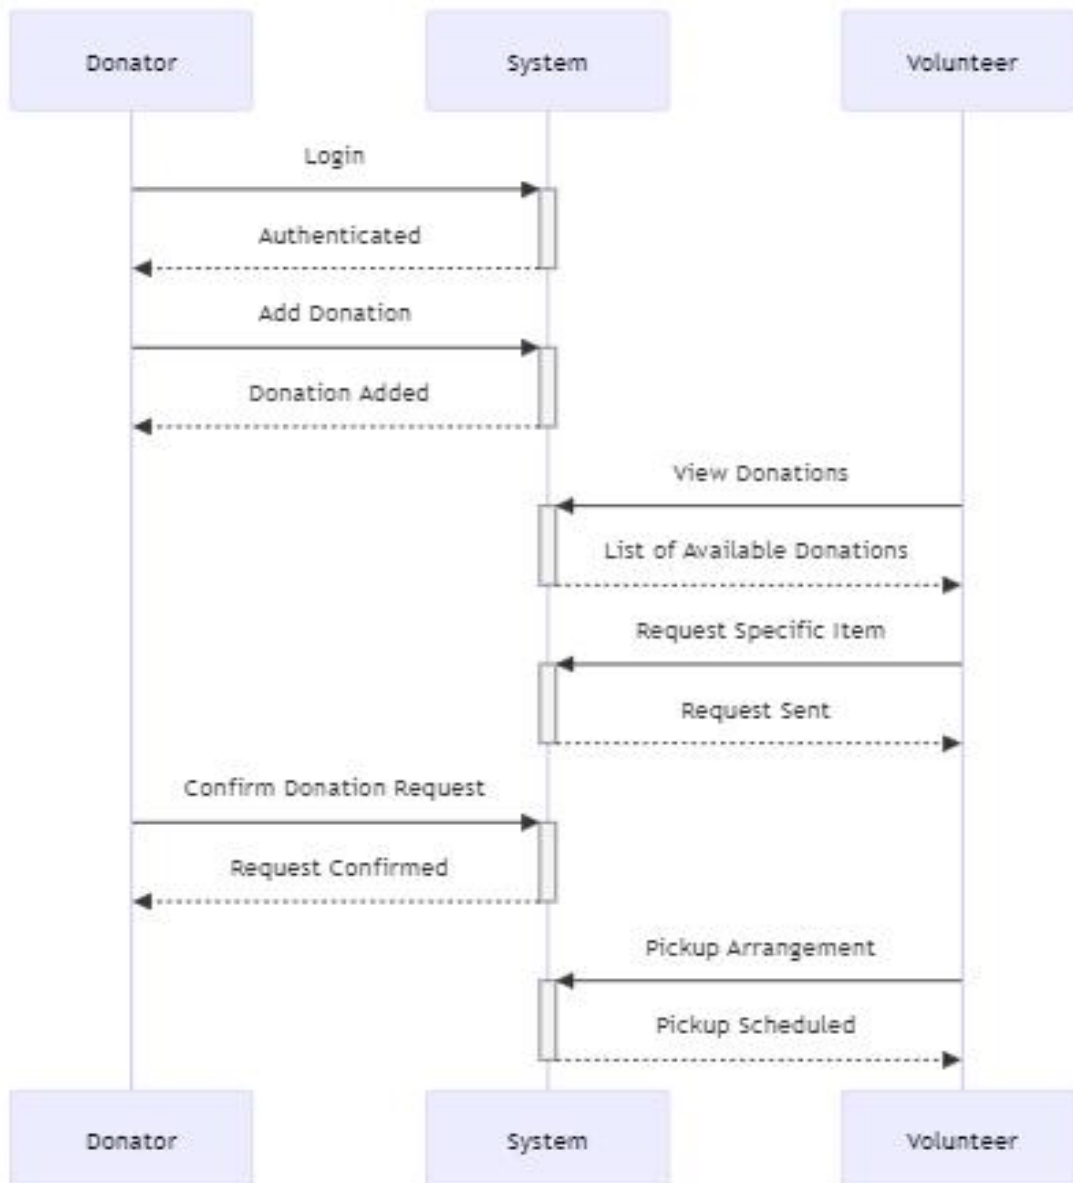 Donator
System
Volunteer
Login
Authenticated
Add Donation
Donation Added
View Donations
List of Available Donations
Request Specific Item
Request Sent
Confirm Donation Request
Request Confirmed
Pickup Arrangement
Pickup Scheduled
Donator
System
Volunteer